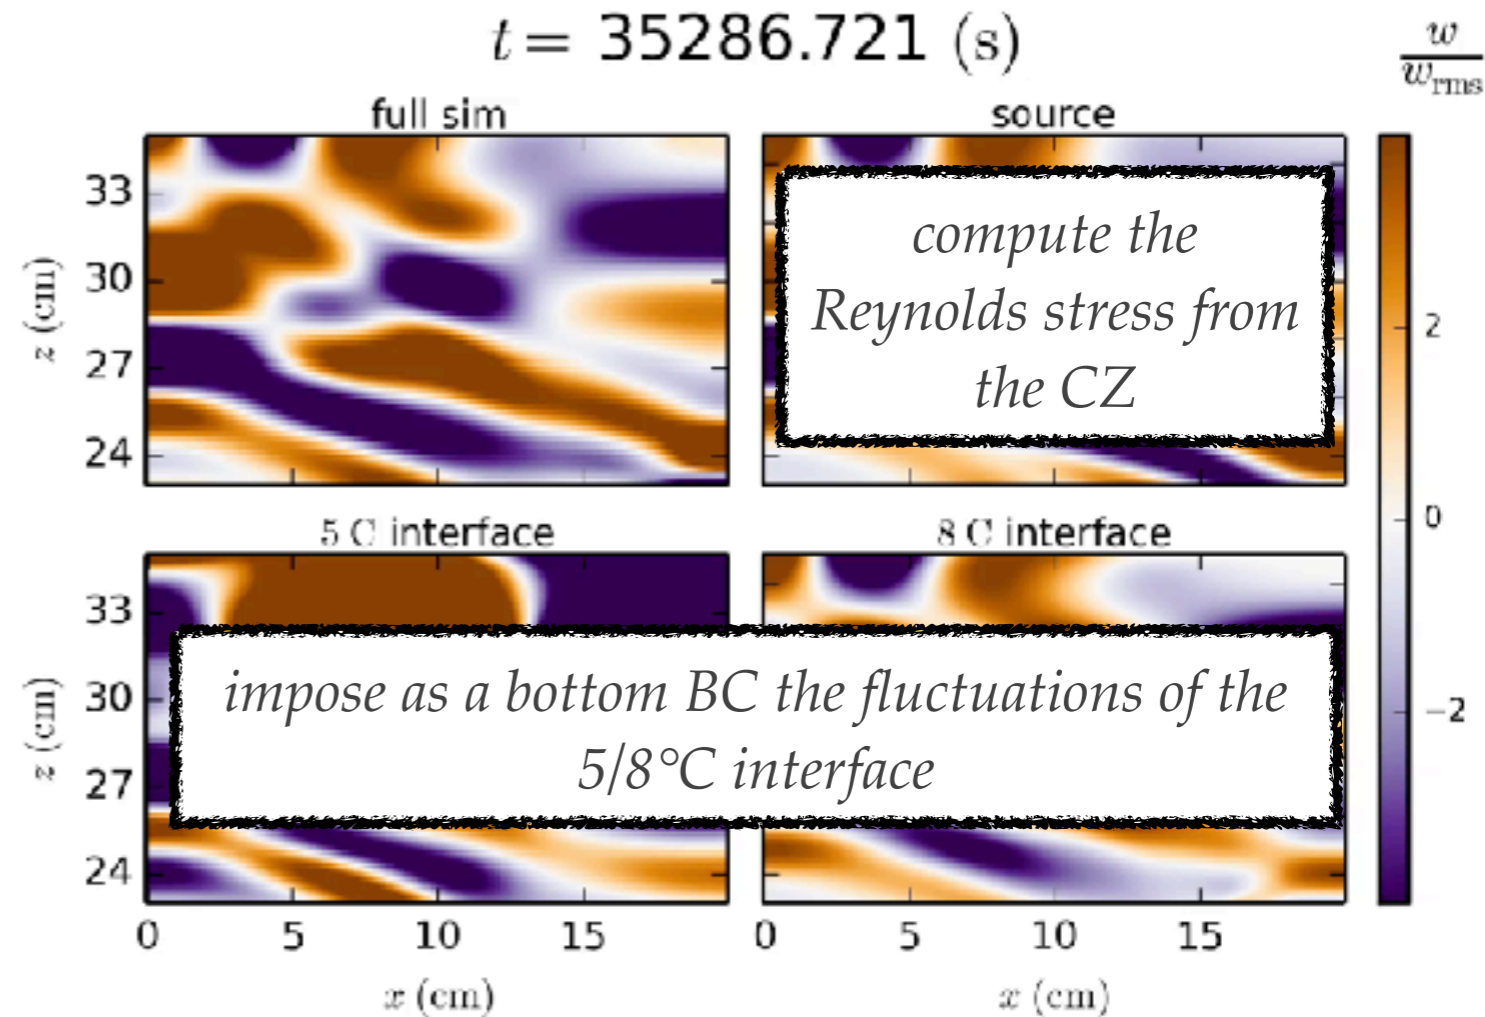 t = 35286.721 (s)
w
w_rms
full sim
source
33
30
27
24
z (cm)
compute the
Reynolds stress from
the CZ
2
0
−2
5 C interface
8 C interface
33
30
27
24
z (cm)
impose as a bottom BC the fluctuations of the
5/8°C interface
0
5
10
15
0
5
10
15
x (cm)
x (cm)